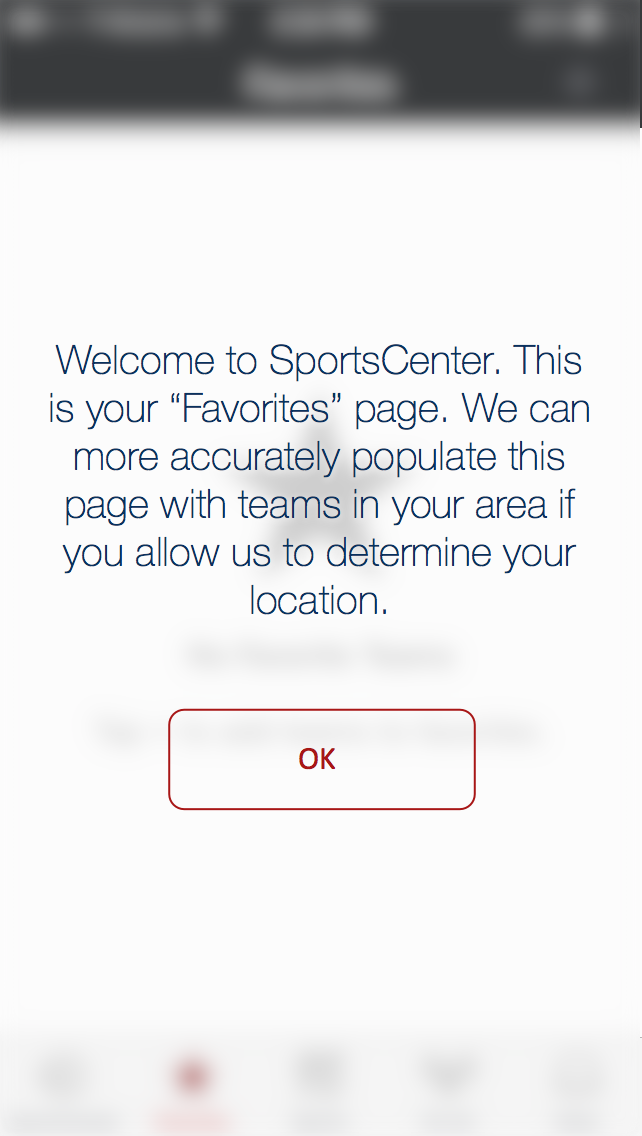 Welcome to SportsCenter. This
is your “Favorites” page. We can
more accurately populate this
page with teams in your area if
you allow us to determine your
location.
OK